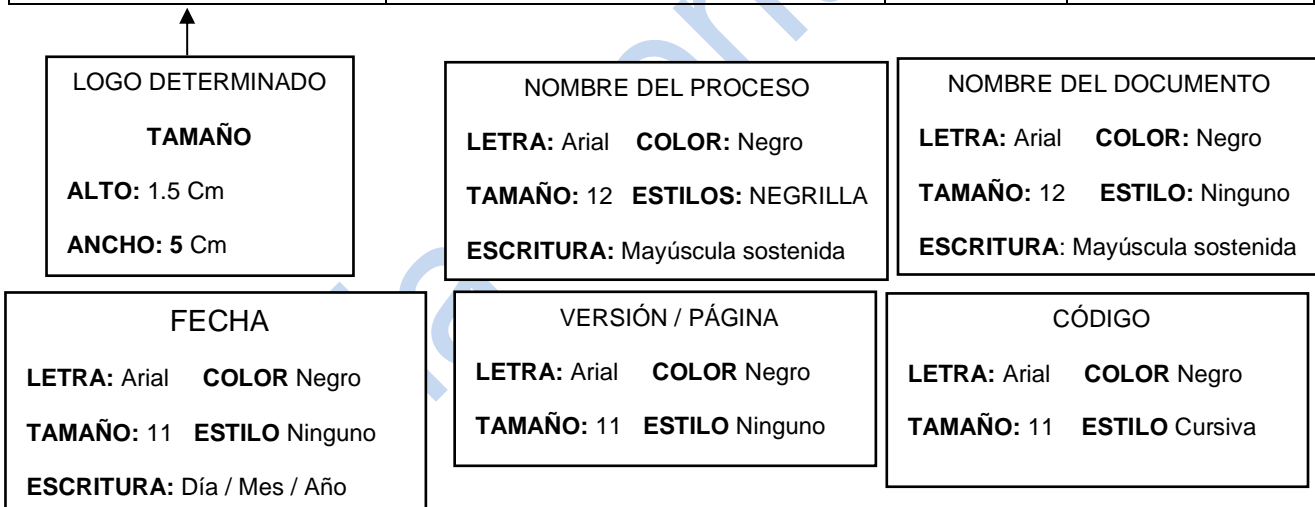 LOGO DETERMINADO
TAMAÑO
ALTO: 1.5 Cm
ANCHO: 5 Cm
NOMBRE DEL PROCESO
LETRA: Arial COLOR: Negro
TAMAÑO: 12 ESTILOS: NEGRILLA
ESCRITURA: Mayúscula sostenida
NOMBRE DEL DOCUMENTO
LETRA: Arial COLOR: Negro
TAMAÑO: 12 ESTILO: Ninguno
ESCRITURA: Mayúscula sostenida
FECHA
LETRA: Arial COLOR Negro
TAMAÑO: 11 ESTILO Ninguno
ESCRITURA: Día / Mes / Año
VERSIÓN / PÁGINA
LETRA: Arial COLOR Negro
TAMAÑO: 11 ESTILO Ninguno
CÓDIGO
LETRA: Arial COLOR Negro
TAMAÑO: 11 ESTILO Cursiva